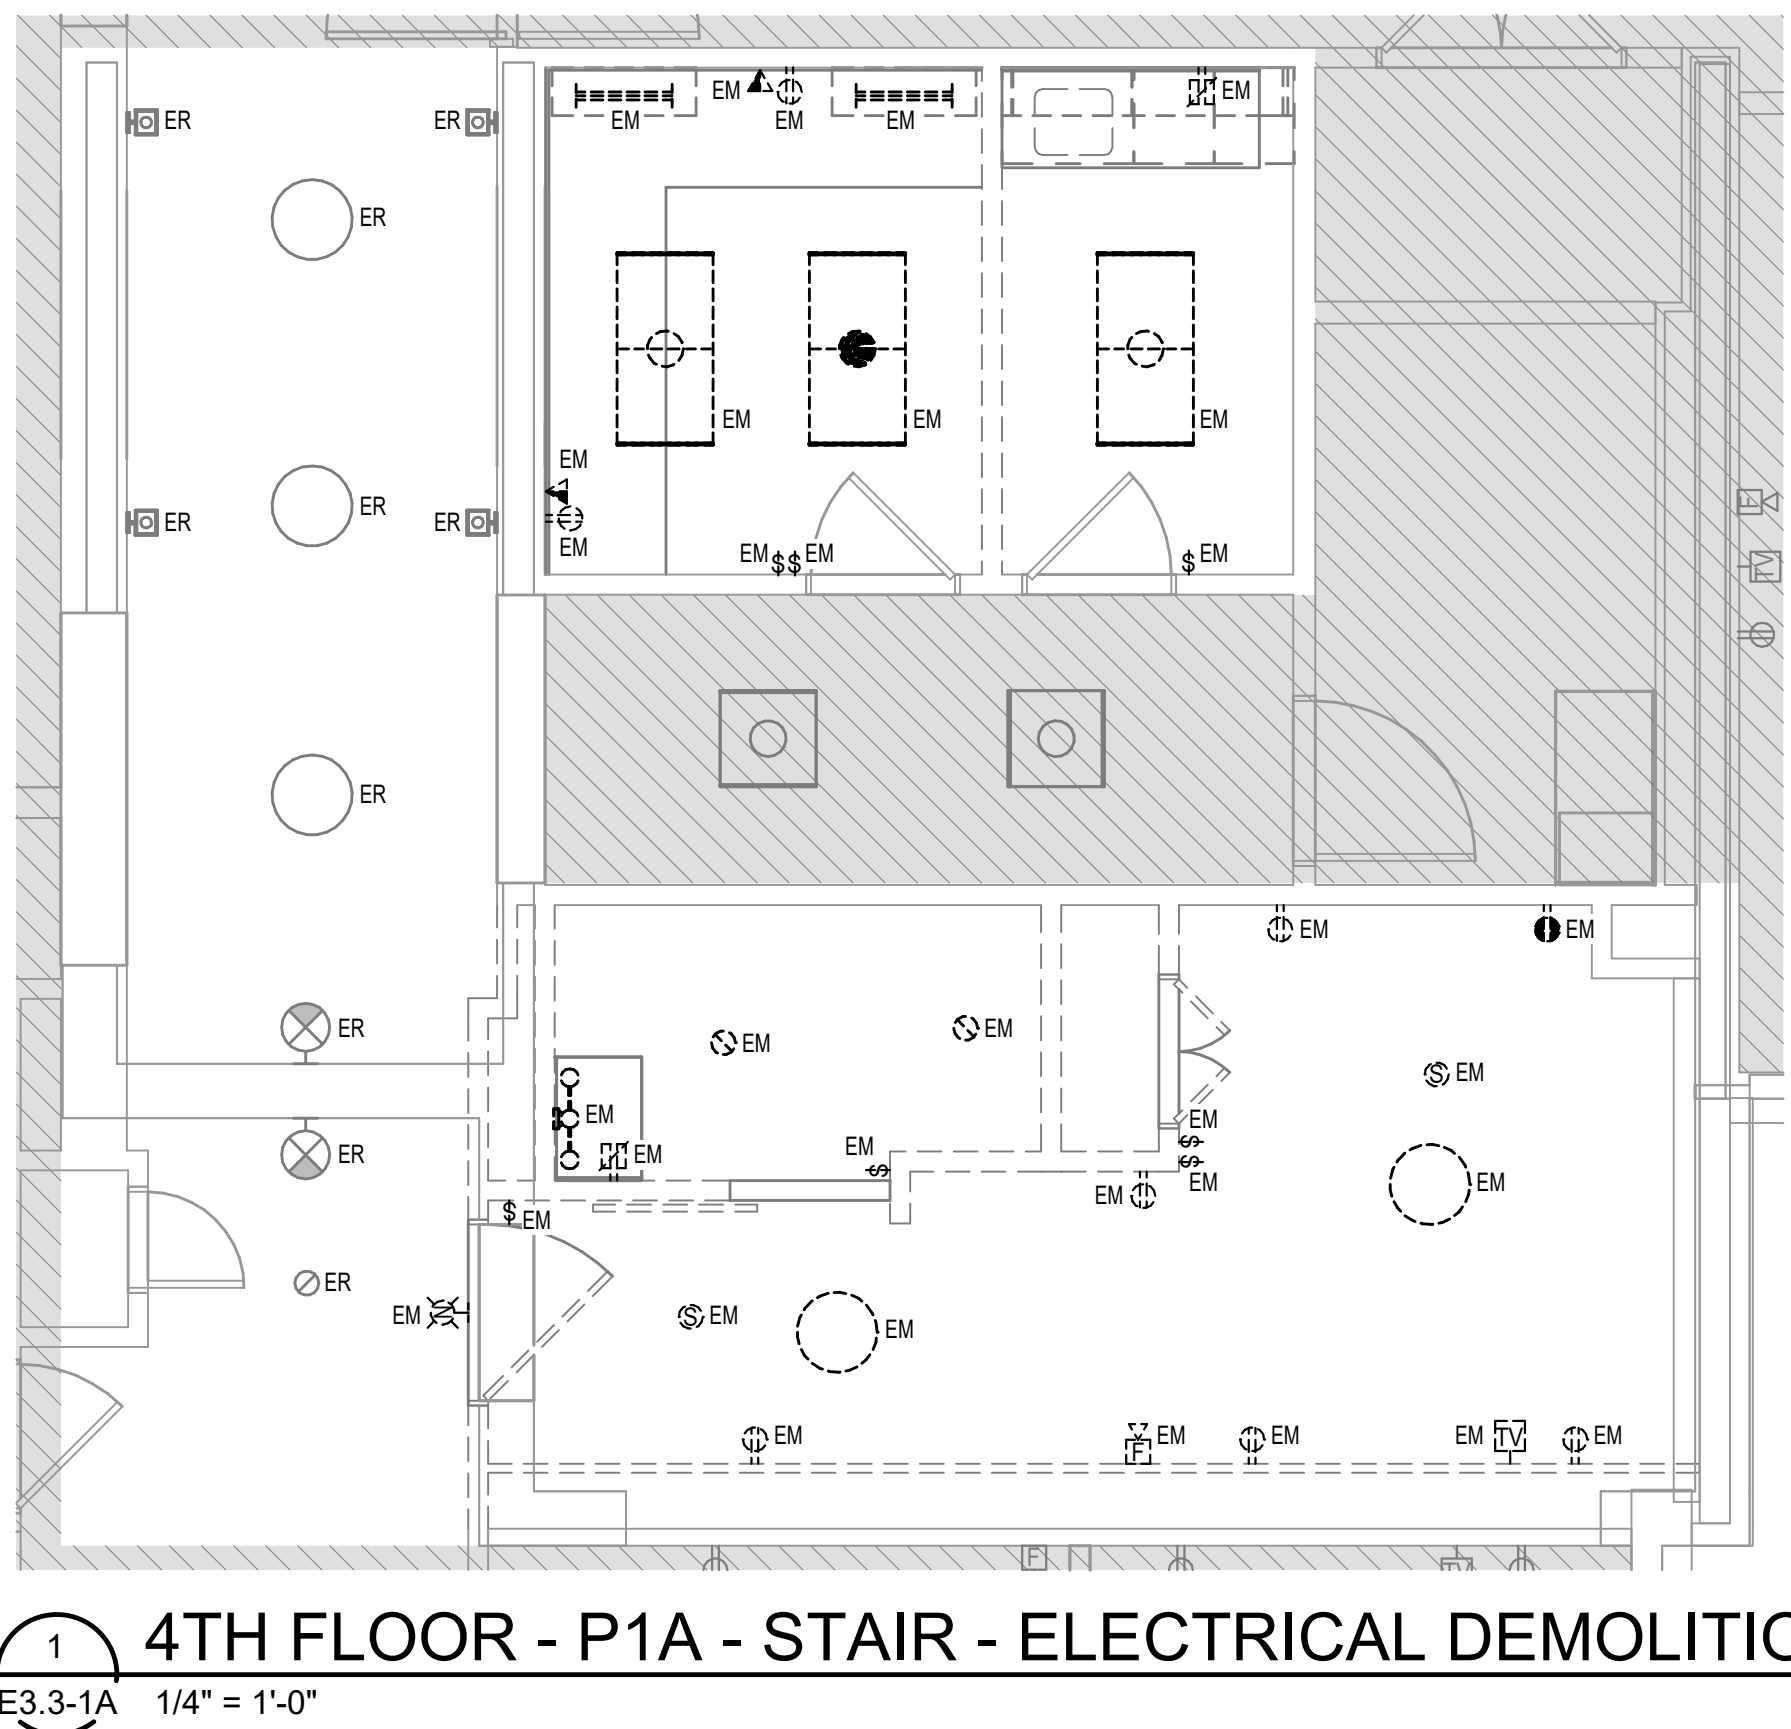 EM EM
EM EM EM
ER ER
ER
EM EM EM
EM
ER ER ER
F
EM
EM $$ EM $ EM
TV
ER
EM EM
ER EM EM
S EM
EM EM
EM EM $
ER EM $ EM
EM $ EM EM
$ EM
ER
EM S EM EM
EM EM EM EM TV EM
F
F TV
1 4TH FLOOR - P1A - STAIR - ELECTRICAL DEMOLITIO
E3.3-1A 1/4" = 1'-0"